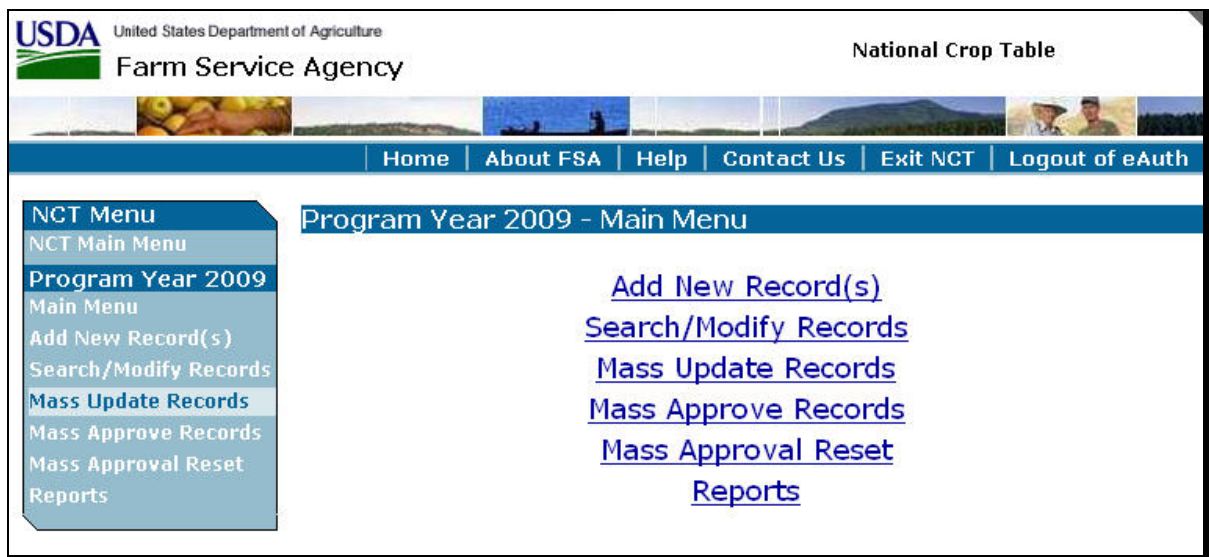 USDA
United States Department of Agriculture
Farm Service Agency
National Crop Table
Home | About FSA | Help | Contact Us | Exit NCT | Logout of eAuth
NCT Menu
NCT Main Menu
Program Year 2009
Main Menu
Add New Record(s)
Search/Modify Records
Mass Update Records
Mass Approve Records
Mass Approval Reset
Reports
Program Year 2009 - Main Menu
Add New Record(s)
Search/Modify Records
Mass Update Records
Mass Approve Records
Mass Approval Reset
Reports